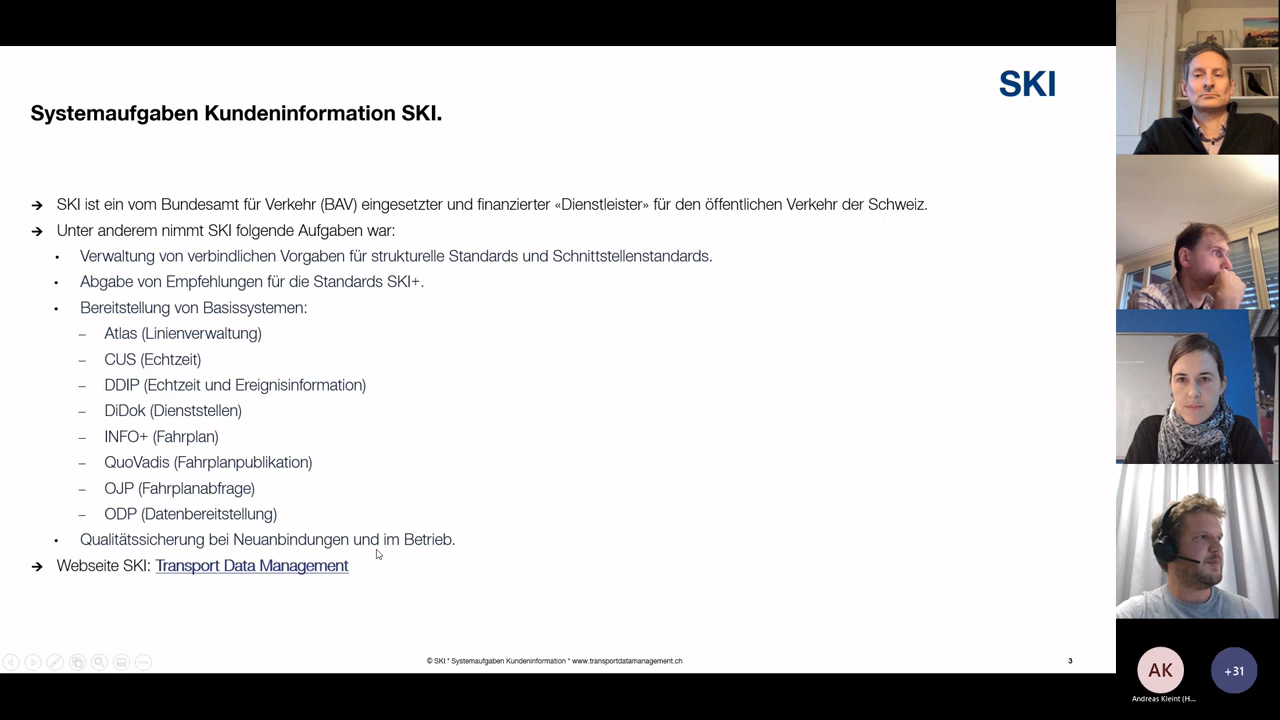 SKI
Systemaufgaben Kundeninformation SKI.
➔ SKI ist ein vom Bundesamt für Verkehr (BAV) eingesetzter und finanzierter «Dienstleister» für den öffentlichen Verkehr der Schweiz.
➔ Unter anderem nimmt SKI folgende Aufgaben war:
• Verwaltung von verbindlichen Vorgaben für strukturelle Standards und Schnittstellenstandards.
• Abgabe von Empfehlungen für die Standards SKI+.
• Bereitstellung von Basissystemen:
– Atlas (Linienverwaltung)
– CUS (Echtzeit)
– DDIP (Echtzeit und Ereignisinformation)
– DiDok (Dienststellen)
– INFO+ (Fahrplan)
– QuoVadis (Fahrplanpublikation)
– OJP (Fahrplanabfrage)
– ODP (Datenbereitstellung)
• Qualitätssicherung bei Neuanbindungen und im Betrieb.
➔ Webseite SKI: Transport Data Management
© SKI * Systemaufgaben Kundeninformation * www.transportdatamanagement.ch
3
AK
+31
Andreas Kleint (H...